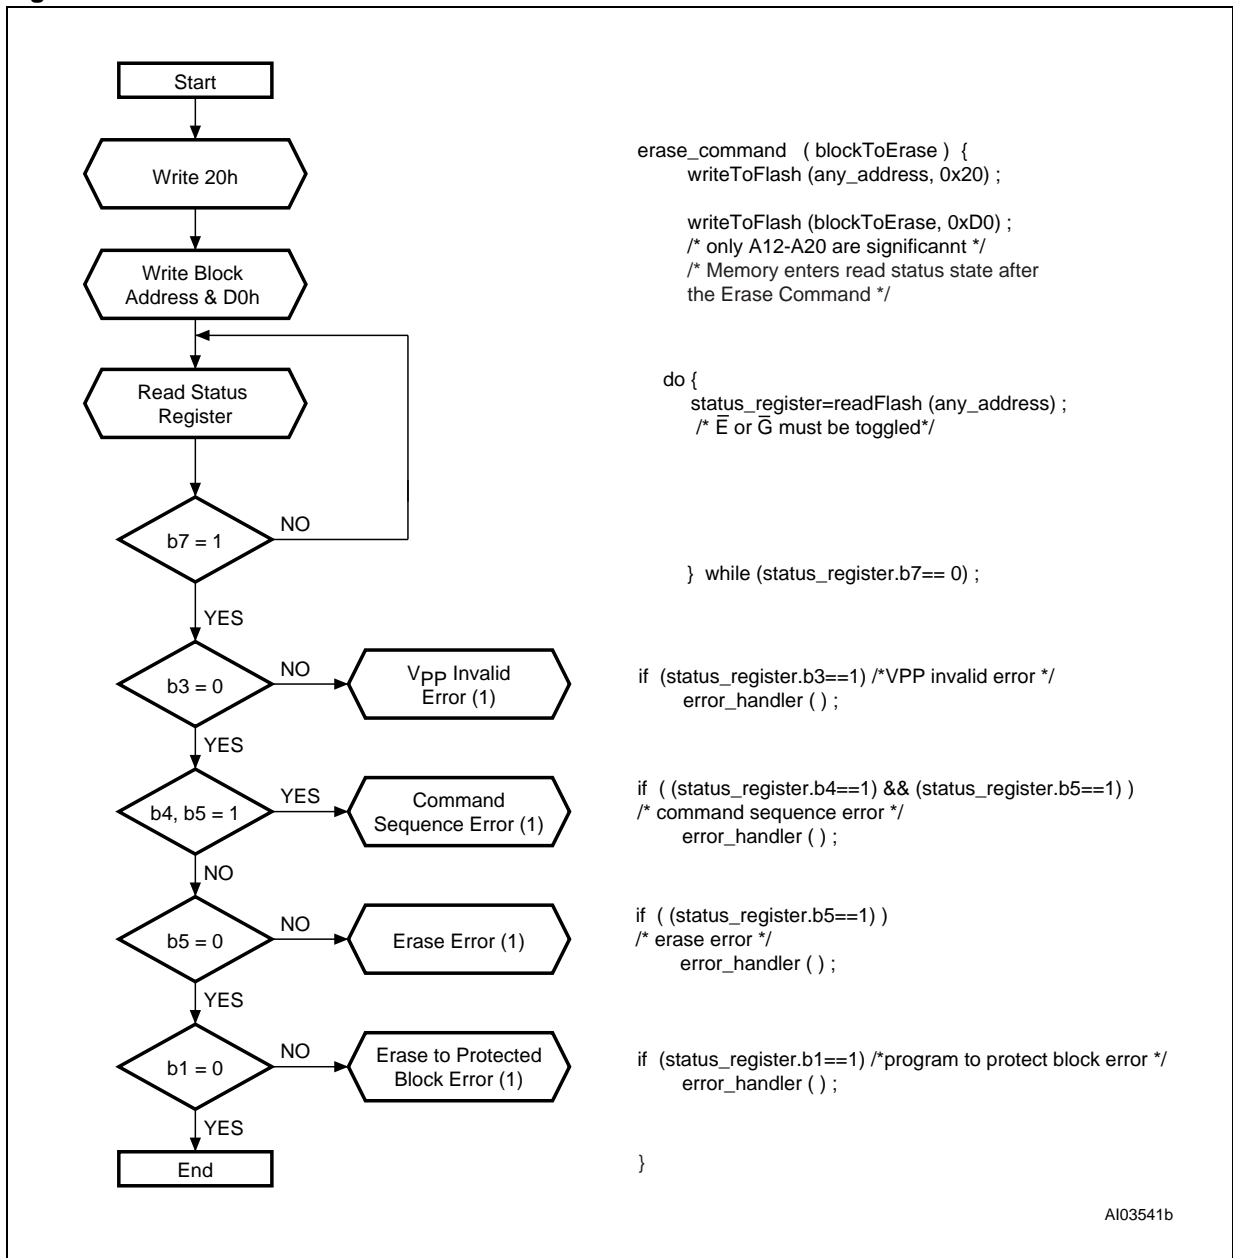 Start
Write 20h
Write Block
Address & D0h
Read Status
Register
b7 = 1
NO
YES
b3 = 0
NO
VPP Invalid
Error (1)
YES
b4, b5 = 1
YES
Command
Sequence Error (1)
NO
b5 = 0
NO
Erase Error (1)
YES
b1 = 0
NO
Erase to Protected
Block Error (1)
YES
End
erase_command ( blockToErase ) {
writeToFlash (any_address, 0x20) ;
writeToFlash (blockToErase, 0xD0) ;
/* only A12-A20 are significannt */
/* Memory enters read status state after
the Erase Command */
do {
status_register=readFlash (any_address) ;
/* E̅ or G̅ must be toggled*/
} while (status_register.b7== 0) ;
if (status_register.b3==1) /*VPP invalid error */
error_handler ( ) ;
if ( (status_register.b4==1) && (status_register.b5==1) )
/* command sequence error */
error_handler ( ) ;
if ( (status_register.b5==1) )
/* erase error */
error_handler ( ) ;
if (status_register.b1==1) /*program to protect block error */
error_handler ( ) ;
}
AI03541b